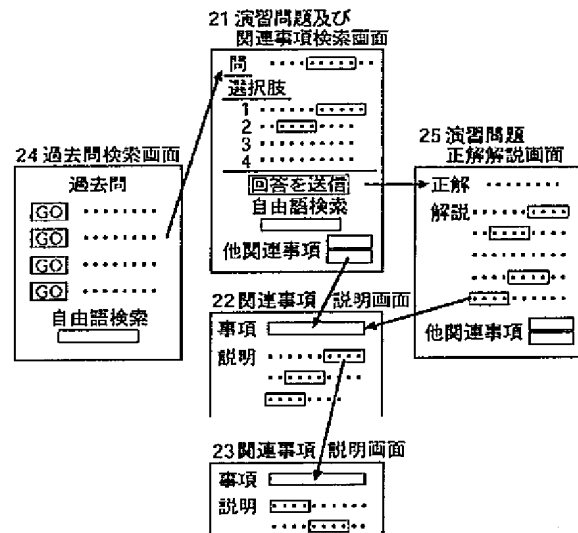 21 演習問題及び
関連事項検索画面
問
選択肢
1
2
3
4
回答を送信
自由語検索
他関連事項
24 過去問検索画面
過去問
GO
GO
GO
GO
自由語検索
25 演習問題
正解解説画面
正解
解説
他関連事項
22 関連事項 説明画面
事項
説明
23 関連事項 説明画面
事項
説明